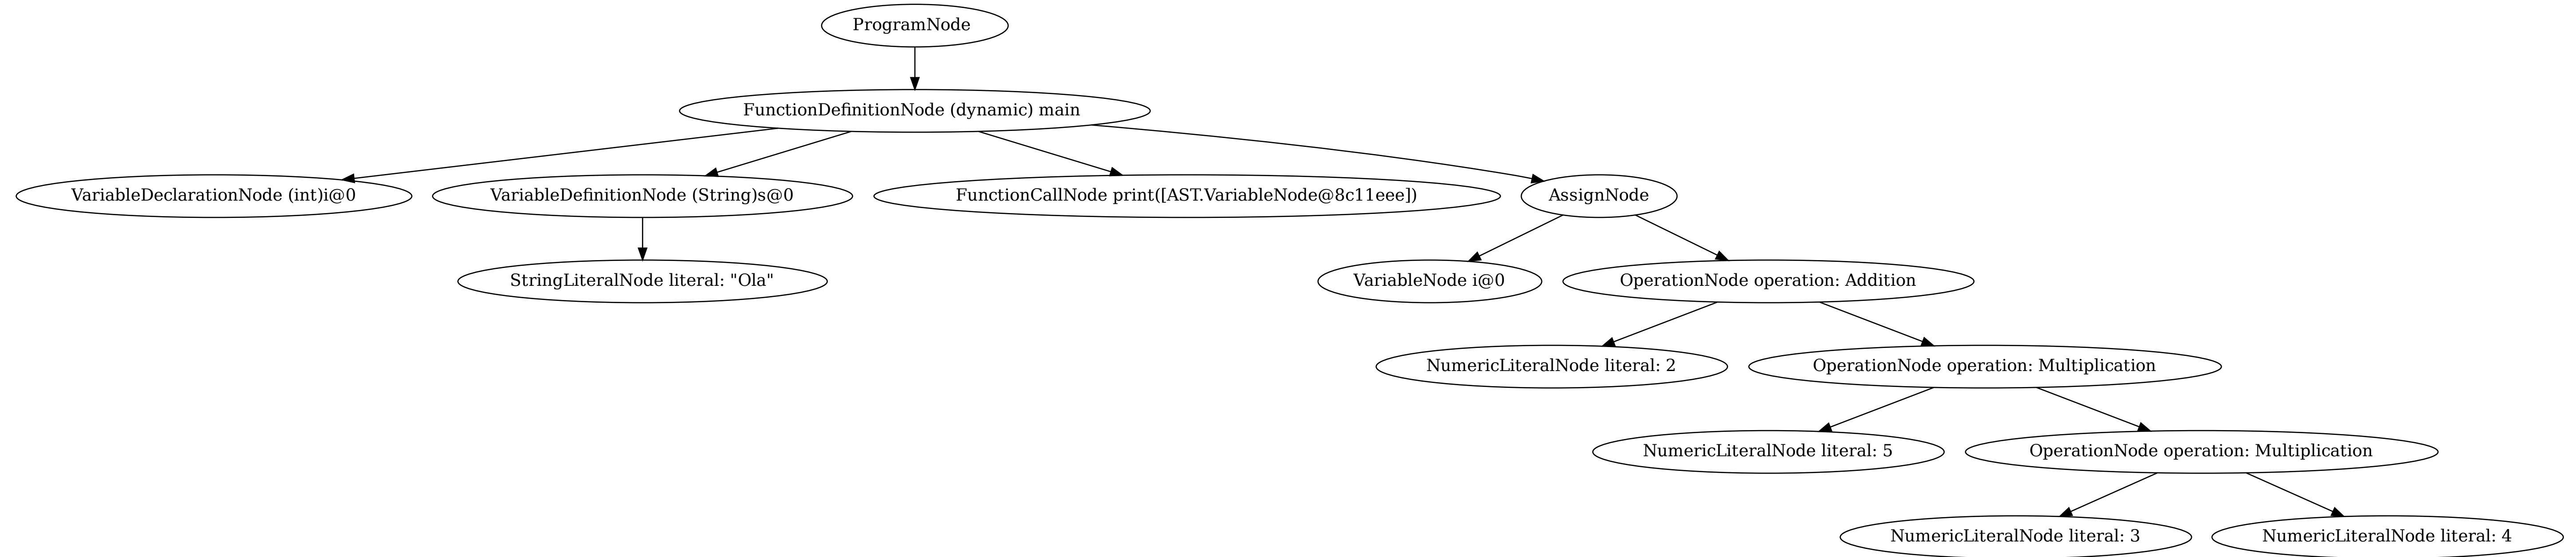 ProgramNode
FunctionDefinitionNode (dynamic) main
VariableDeclarationNode (int)i@0
VariableDefinitionNode (String)s@0
FunctionCallNode print([AST.VariableNode@8c11eee])
AssignNode
StringLiteralNode literal: "Ola"
VariableNode i@0
OperationNode operation: Addition
NumericLiteralNode literal: 2
OperationNode operation: Multiplication
NumericLiteralNode literal: 5
OperationNode operation: Multiplication
NumericLiteralNode literal: 3
NumericLiteralNode literal: 4